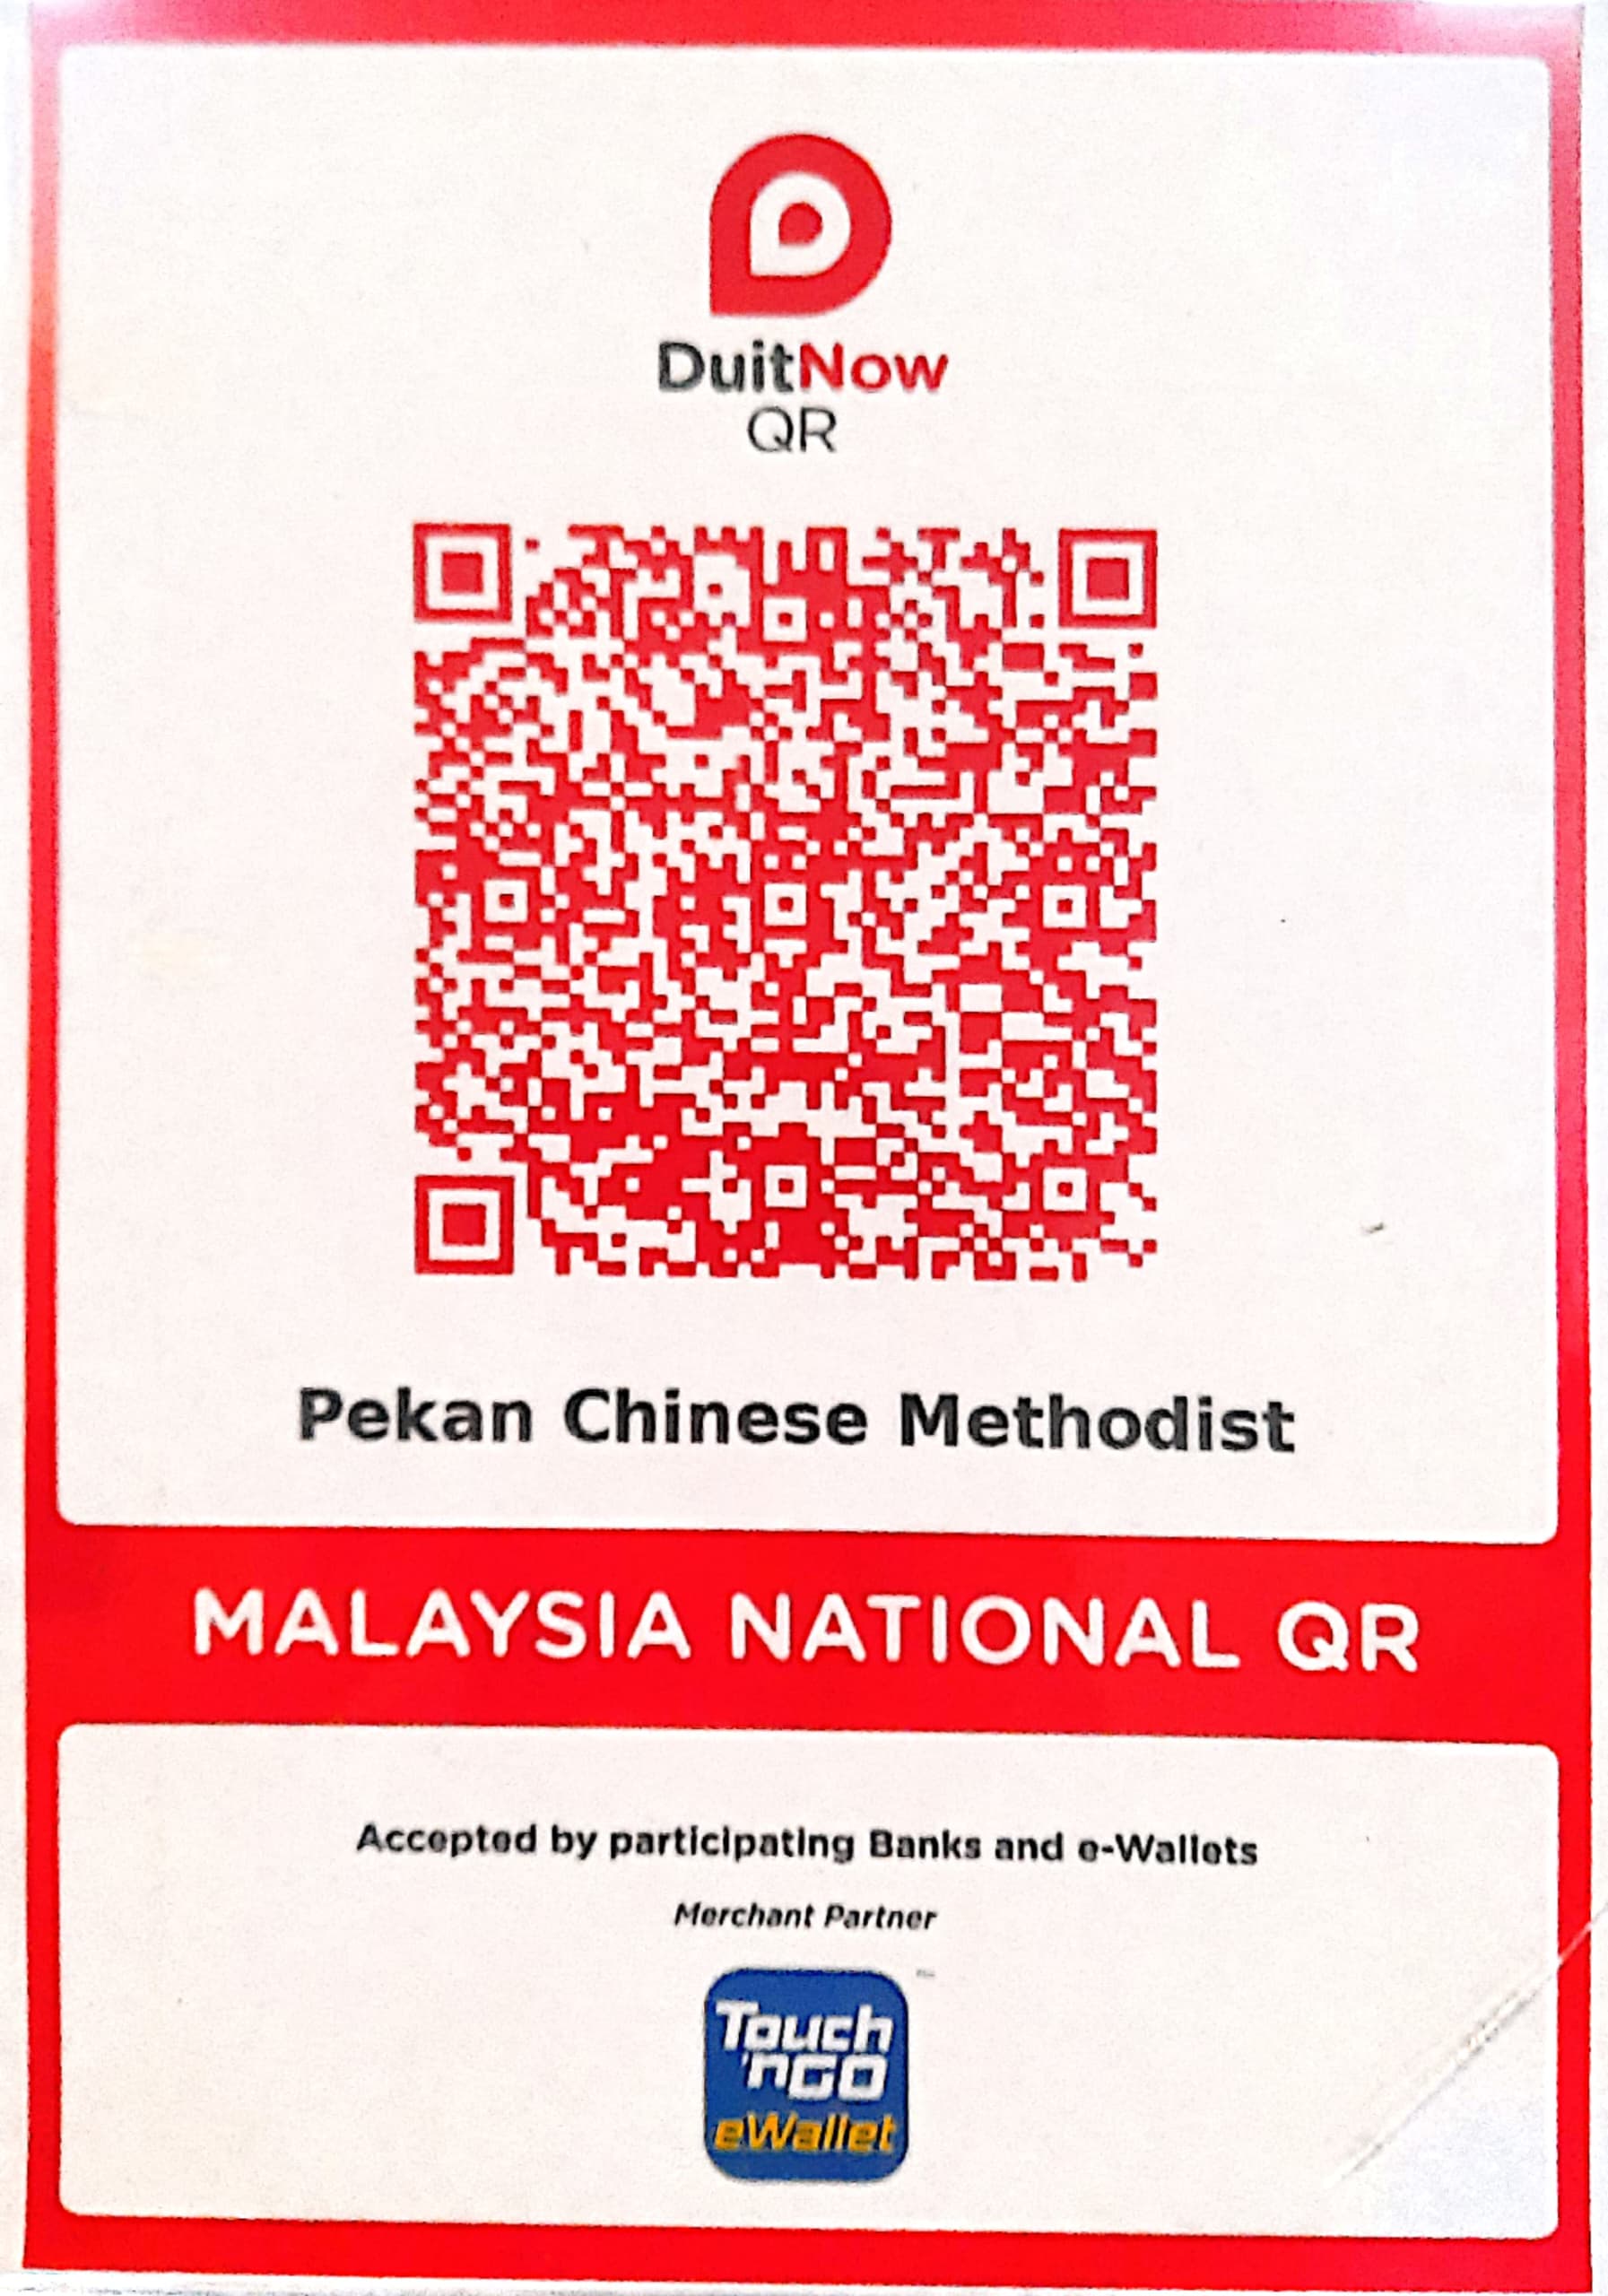 DuitNow
QR
Pekan Chinese Methodist
MALAYSIA NATIONAL QR
Accepted by participating Banks and e-Wallets
Merchant Partner
Touch
'nGO
eWallet